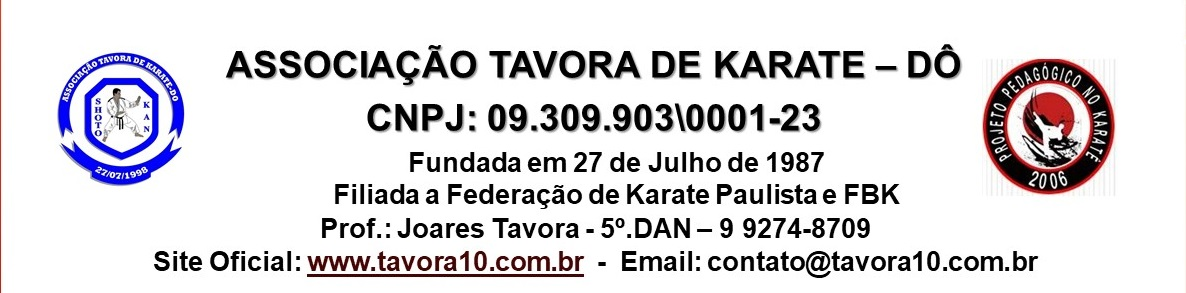 ASSOCIAÇÃO TAVORA DE KARATE – DÔ
CNPJ: 09.309.903\0001-23
Fundada em 27 de Julho de 1987
Filiada a Federação de Karate Paulista e FBK
Prof.: Joares Tavora - 5º.DAN – 9 9274-8709
Site Oficial: www.tavora10.com.br - Email: contato@tavora10.com.br
ASSOCIAÇÃO TAVORA DE KARATE-DO
SHOTO
KAN
27/07/1998
PROJETO PEDAGÓGICO NO KARATÊ
2006